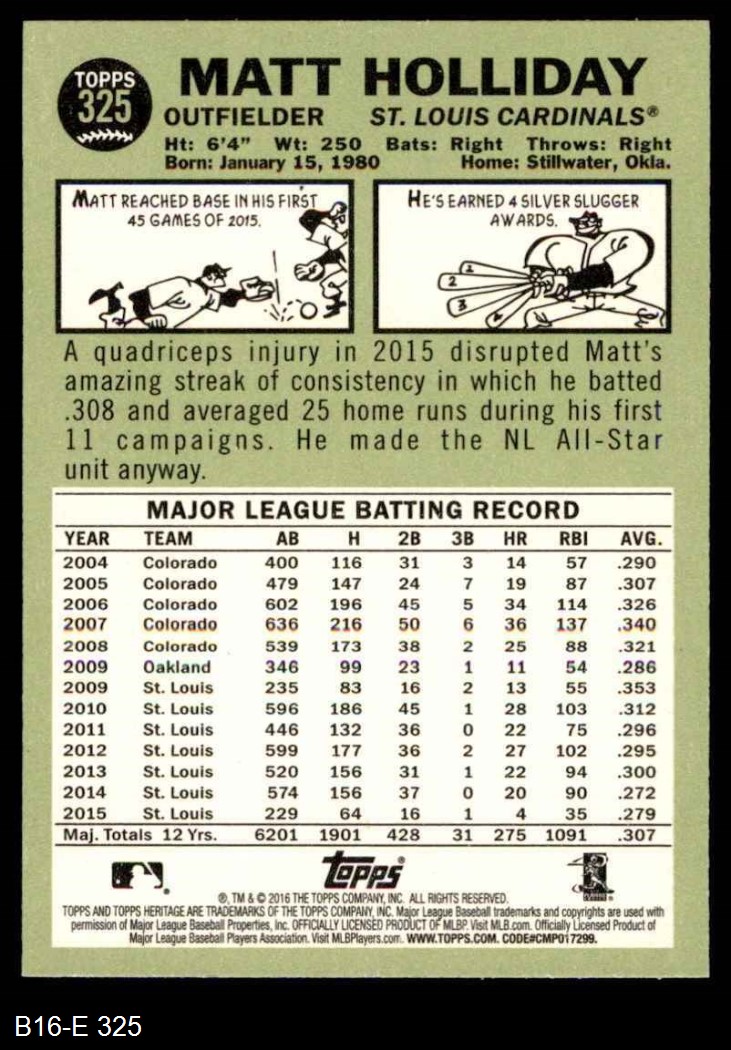 TOPPS
325
MATT HOLLIDAY
OUTFIELDER ST. LOUIS CARDINALS®
Ht: 6'4" Wt: 250 Bats: Right Throws: Right
Born: January 15, 1980 Home: Stillwater, Okla.
MATT REACHED BASE IN HIS FIRST
45 GAMES OF 2015.
HE'S EARNED 4 SILVER SLUGGER
AWARDS.
1
2
3
4
A quadriceps injury in 2015 disrupted Matt's
amazing streak of consistency in which he batted
.308 and averaged 25 home runs during his first
11 campaigns. He made the NL All-Star
unit anyway.
MAJOR LEAGUE BATTING RECORD
YEAR TEAM AB H 2B 3B HR RBI AVG.
2004 Colorado 400 116 31 3 14 57 .290
2005 Colorado 479 147 24 7 19 87 .307
2006 Colorado 602 196 45 5 34 114 .326
2007 Colorado 636 216 50 6 36 137 .340
2008 Colorado 539 173 38 2 25 88 .321
2009 Oakland 346 99 23 1 11 54 .286
2009 St. Louis 235 83 16 2 13 55 .353
2010 St. Louis 596 186 45 1 28 103 .312
2011 St. Louis 446 132 36 0 22 75 .296
2012 St. Louis 599 177 36 2 27 102 .295
2013 St. Louis 520 156 31 1 22 94 .300
2014 St. Louis 574 156 37 0 20 90 .272
2015 St. Louis 229 64 16 1 4 35 .279
Maj. Totals 12 Yrs. 6201 1901 428 31 275 1091 .307
topps®
®, TM & © 2016 THE TOPPS COMPANY, INC. ALL RIGHTS RESERVED.
TOPPS AND TOPPS HERITAGE ARE TRADEMARKS OF THE TOPPS COMPANY, INC. Major League Baseball trademarks and copyrights are used with
permission of Major League Baseball Properties, Inc. OFFICIALLY LICENSED PRODUCT OF MLBP. Visit MLB.com. Officially Licensed Product of
Major League Baseball Players Association. Visit MLBPlayers.com. WWW.TOPPS.COM. CODE#CMP017299.
B16-E 325